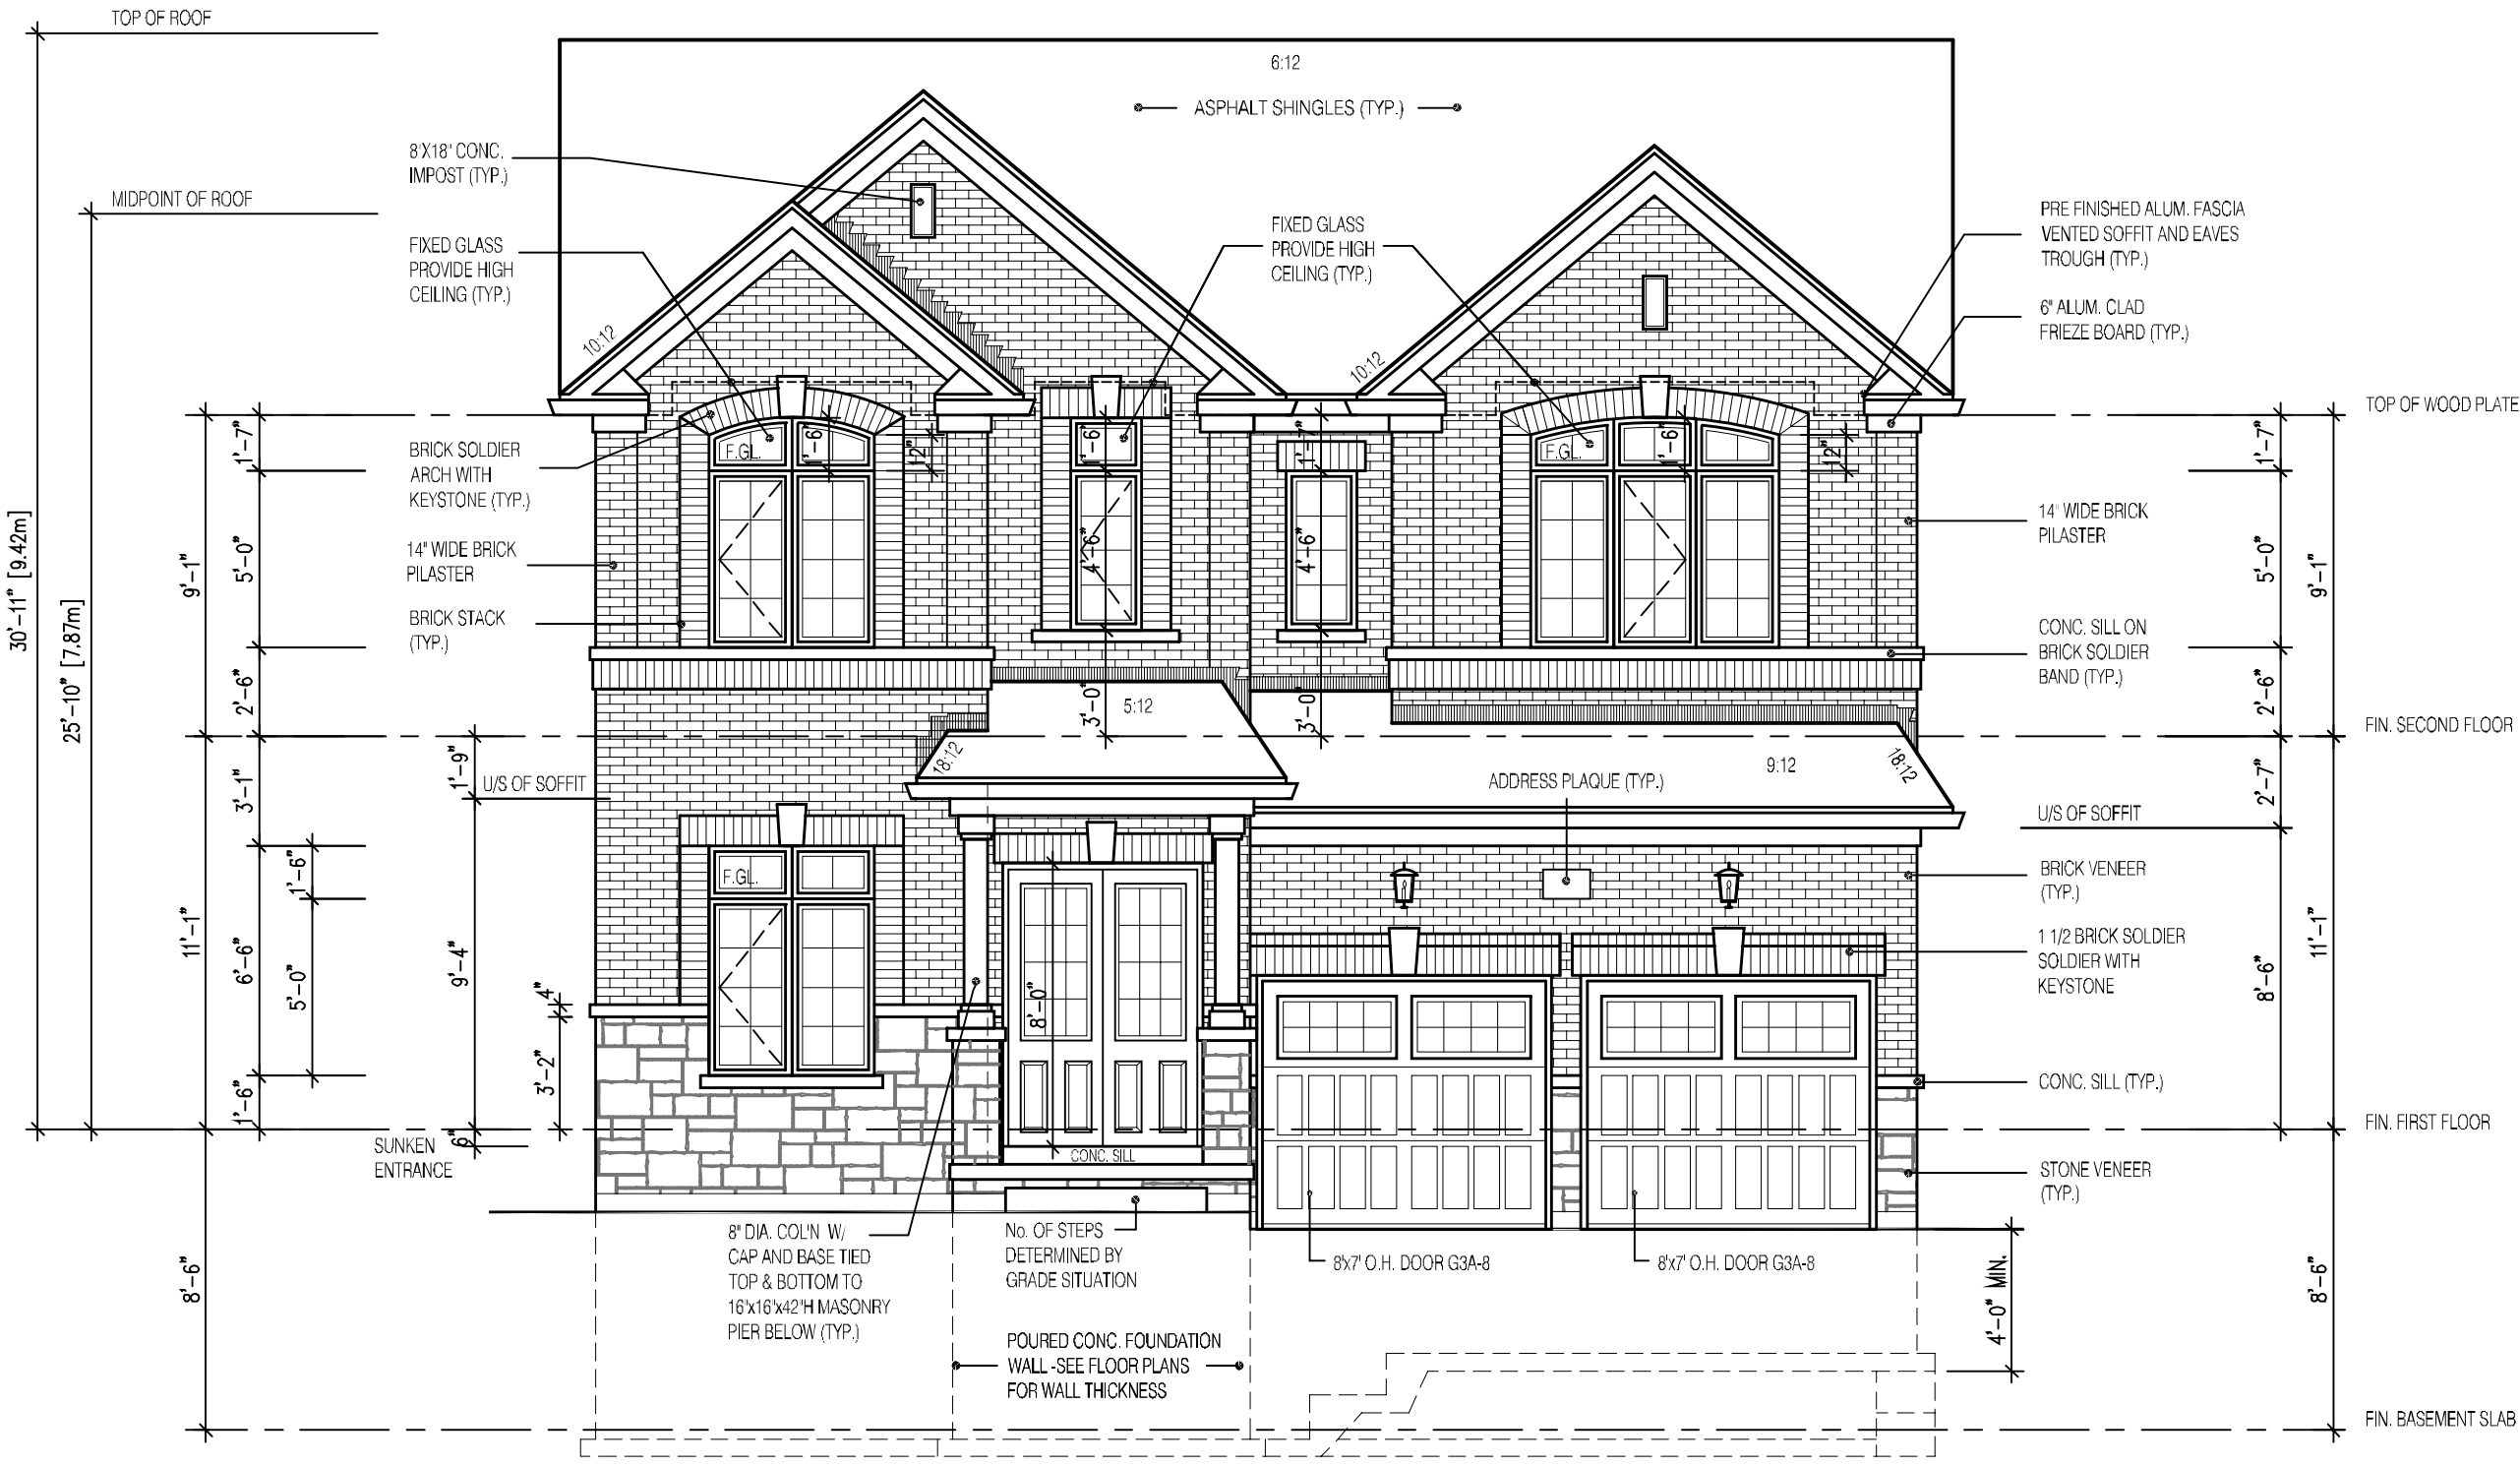 TOP OF ROOF
6:12
ASPHALT SHINGLES (TYP.)
8"X18" CONC.
IMPOST (TYP.)
MIDPOINT OF ROOF
FIXED GLASS
PROVIDE HIGH
CEILING (TYP.)
FIXED GLASS
PROVIDE HIGH
CEILING (TYP.)
PRE FINISHED ALUM. FASCIA
VENTED SOFFIT AND EAVES
TROUGH (TYP.)
6" ALUM. CLAD
FRIEZE BOARD (TYP.)
10:12
10:12
TOP OF WOOD PLATE
BRICK SOLDIER
ARCH WITH
KEYSTONE (TYP.)
14" WIDE BRICK
PILASTER
BRICK STACK
(TYP.)
F.GL.
1'-6"
12"
1'-6"
4'-6"
3'-0"
1'-7"
4'-6"
3'-0"
F.GL.
1'-6"
12"
14" WIDE BRICK
PILASTER
CONC. SILL ON
BRICK SOLDIER
BAND (TYP.)
30'-11" [9.42m]
25'-10" [7.87m]
9'-1"
11'-1"
8'-6"
1'-7"
5'-0"
2'-6"
3'-1"
6'-6"
1'-6"
1'-6"
5'-0"
1'-9"
9'-4"
6"
4"
3'-2"
1'-7"
5'-0"
2'-6"
2'-7"
8'-6"
9'-1"
11'-1"
8'-6"
FIN. SECOND FLOOR
5:12
18:12
9:12
18:12
U/S OF SOFFIT
ADDRESS PLAQUE (TYP.)
U/S OF SOFFIT
F.GL.
8'-0"
BRICK VENEER
(TYP.)
1 1/2 BRICK SOLDIER
SOLDIER WITH
KEYSTONE
CONC. SILL (TYP.)
FIN. FIRST FLOOR
SUNKEN
ENTRANCE
CONC. SILL
STONE VENEER
(TYP.)
8" DIA. COL'N W/
CAP AND BASE TIED
TOP & BOTTOM TO
16"x16"x42"H MASONRY
PIER BELOW (TYP.)
No. OF STEPS
DETERMINED BY
GRADE SITUATION
8'x7' O.H. DOOR G3A-8
8'x7' O.H. DOOR G3A-8
4'-0" MIN.
POURED CONC. FOUNDATION
WALL -SEE FLOOR PLANS
FOR WALL THICKNESS
FIN. BASEMENT SLAB